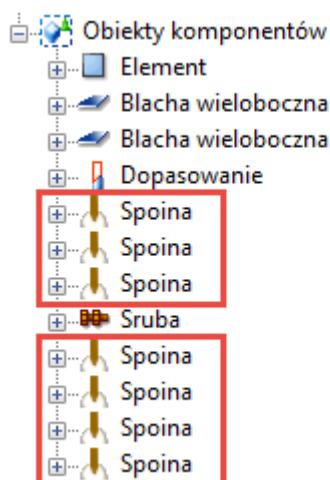 Obiekty komponentów
Element
Blacha wieloboczna
Blacha wieloboczna
Dopasowanie
Spoina
Spoina
Spoina
Sruba
Spoina
Spoina
Spoina
Spoina